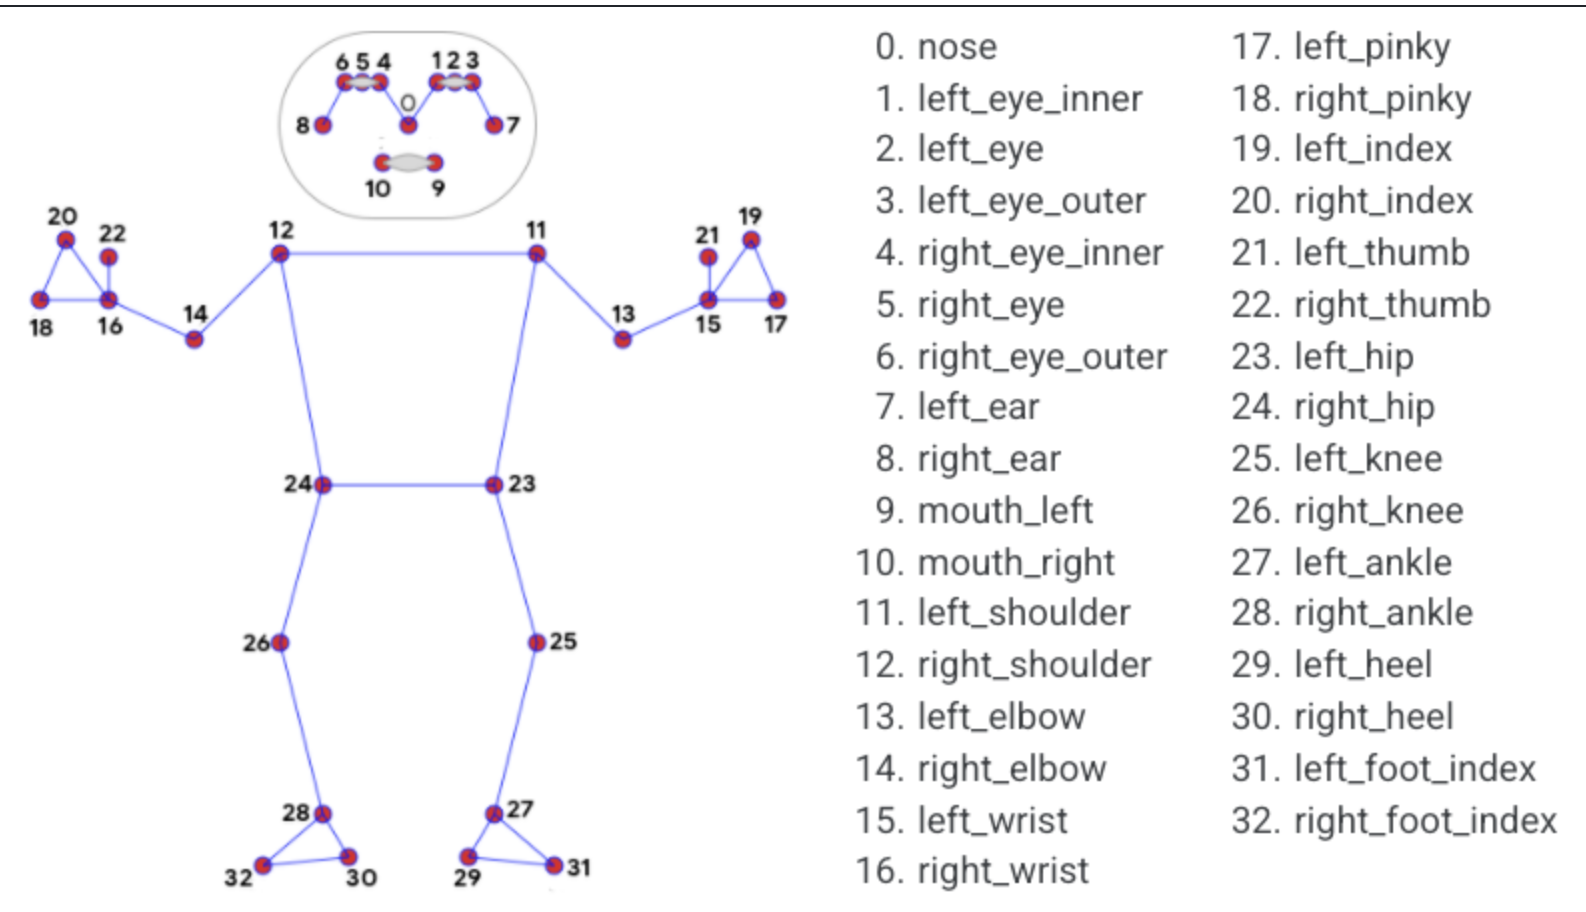 6 5 4 1 2 3
0
8 7
10 9
20 22 12 11 21 19
18 16 14 13 15 17
24 23
26 25
28 27
32 30 29 31
0. nose
1. left_eye_inner
2. left_eye
3. left_eye_outer
4. right_eye_inner
5. right_eye
6. right_eye_outer
7. left_ear
8. right_ear
9. mouth_left
10. mouth_right
11. left_shoulder
12. right_shoulder
13. left_elbow
14. right_elbow
15. left_wrist
16. right_wrist
17. left_pinky
18. right_pinky
19. left_index
20. right_index
21. left_thumb
22. right_thumb
23. left_hip
24. right_hip
25. left_knee
26. right_knee
27. left_ankle
28. right_ankle
29. left_heel
30. right_heel
31. left_foot_index
32. right_foot_index